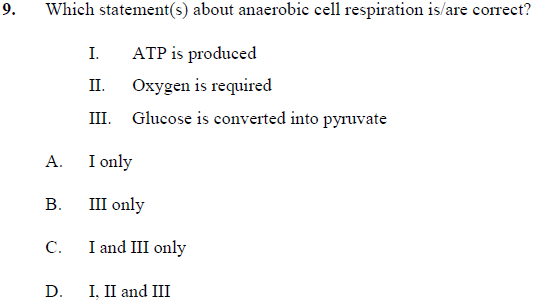 9. Which statement(s) about anaerobic cell respiration is/are correct?
I. ATP is produced
II. Oxygen is required
III. Glucose is converted into pyruvate
A. I only
B. III only
C. I and III only
D. I, II and III